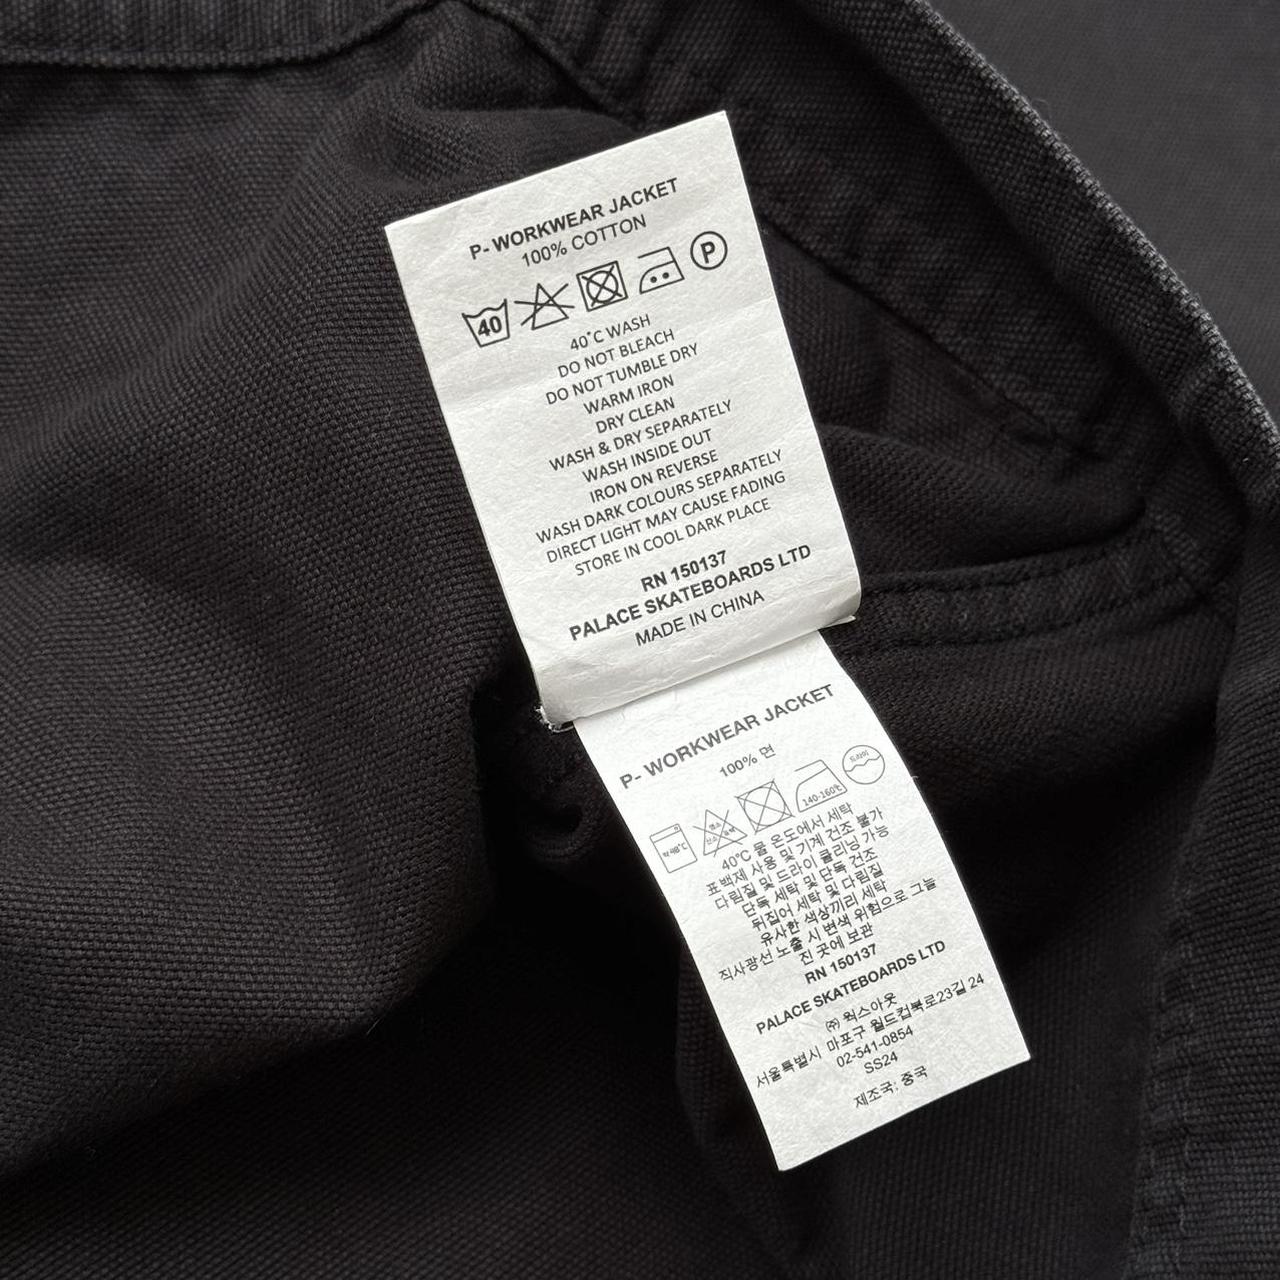 P- WORKWEAR JACKET
100% COTTON
40 P
40°C WASH
DO NOT BLEACH
DO NOT TUMBLE DRY
WARM IRON
DRY CLEAN
WASH & DRY SEPARATELY
WASH INSIDE OUT
IRON ON REVERSE
WASH DARK COLOURS SEPARATELY
DIRECT LIGHT MAY CAUSE FADING
STORE IN COOL DARK PLACE
RN 150137
PALACE SKATEBOARDS LTD
MADE IN CHINA
P- WORKWEAR JACKET
100% 면
140-160℃ 드라이
40°C 물 온도에서 세탁
표백제 사용 및 기계 건조 불가
다림질 및 드라이 클리닝 가능
단독 세탁 및 단독 건조
뒤집어 세탁 및 다림질
유사한 색상끼리 세탁
직사광선 노출 시 변색 위험으로 그늘
진 곳에 보관
RN 150137
PALACE SKATEBOARDS LTD
㈜ 웍스아웃
서울특별시 마포구 월드컵북로23길 24
02-541-0854
SS24
제조국: 중국